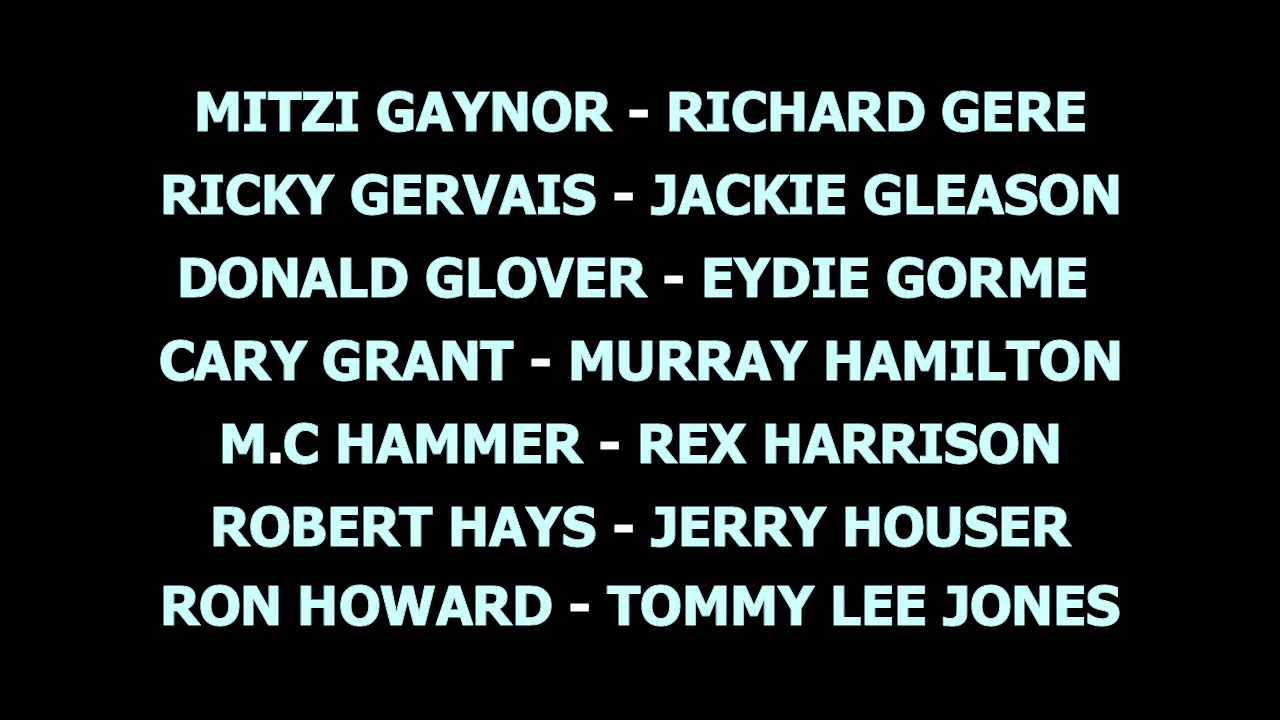 MITZI GAYNOR - RICHARD GERE
RICKY GERVAIS - JACKIE GLEASON
DONALD GLOVER - EYDIE GORME
CARY GRANT - MURRAY HAMILTON
M.C HAMMER - REX HARRISON
ROBERT HAYS - JERRY HOUSER
RON HOWARD - TOMMY LEE JONES